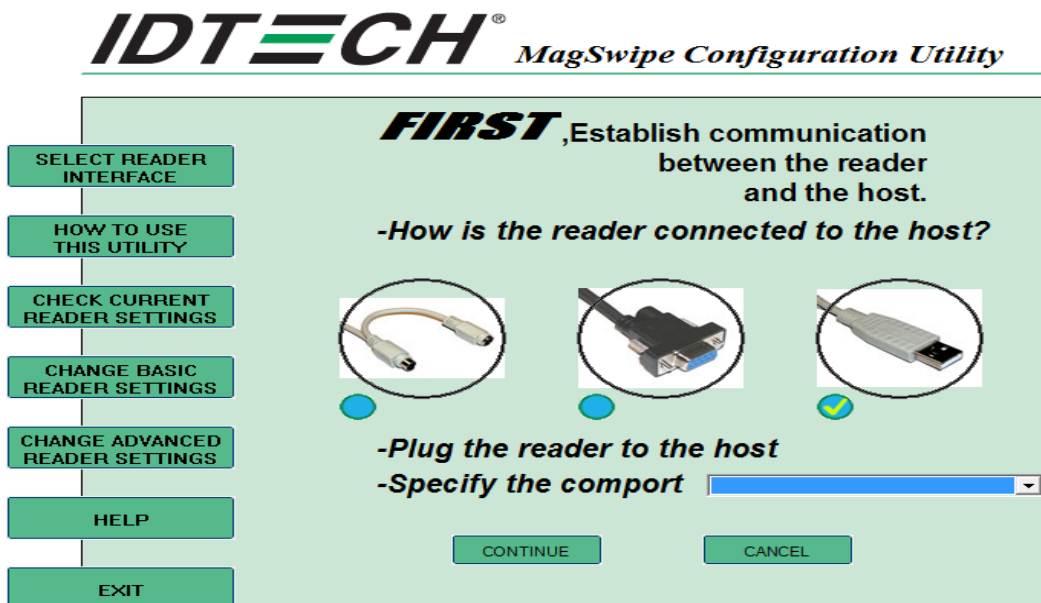 IDTECH®
MagSwipe Configuration Utility
FIRST ,Establish communication
between the reader
and the host.
-How is the reader connected to the host?
-Plug the reader to the host
-Specify the comport
CONTINUE
CANCEL
SELECT READER
INTERFACE
HOW TO USE
THIS UTILITY
CHECK CURRENT
READER SETTINGS
CHANGE BASIC
READER SETTINGS
CHANGE ADVANCED
READER SETTINGS
HELP
EXIT